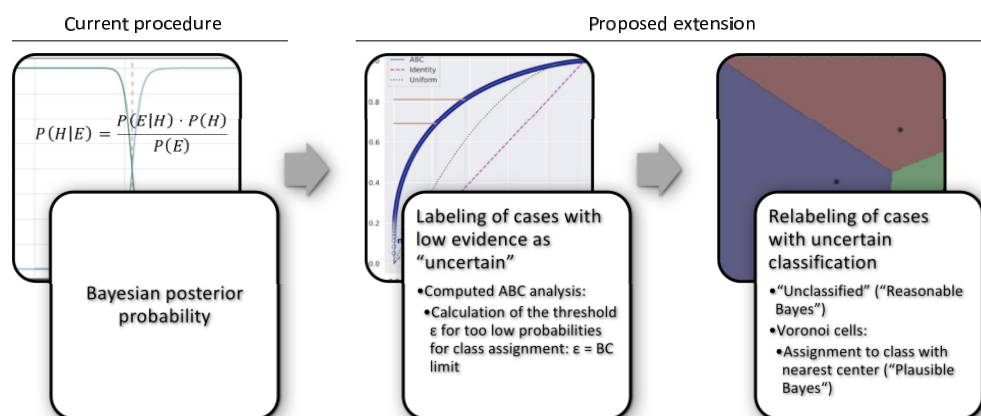 Current procedure
Proposed extension
P(H|E) = P(E|H) · P(H) / P(E)
Bayesian posterior
probability
ABC
Identity
Uniform
0.8
0.6
0.4
0.2
0.0
Labeling of cases with
low evidence as
“uncertain”
•Computed ABC analysis:
•Calculation of the threshold
ε for too low probabilities
for class assignment: ε = BC
limit
Relabeling of cases
with uncertain
classification
•“Unclassified” (“Reasonable
Bayes”)
•Voronoi cells:
•Assignment to class with
nearest center (“Plausible
Bayes“)